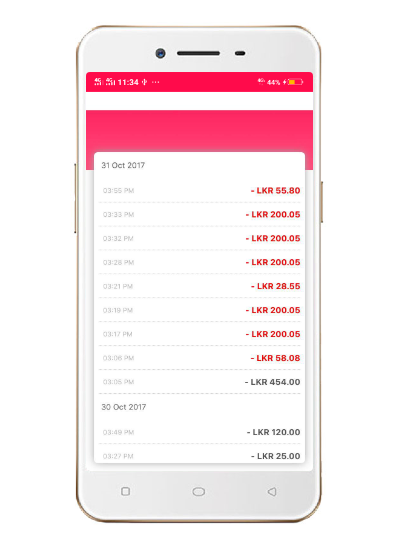 4G 4G 11:34 ···
4G 44%
31 Oct 2017
03:55 PM - LKR 55.80
03:33 PM - LKR 200.05
03:32 PM - LKR 200.05
03:28 PM - LKR 200.05
03:21 PM - LKR 28.55
03:19 PM - LKR 200.05
03:17 PM - LKR 200.05
03:06 PM - LKR 58.08
03:05 PM - LKR 454.00
30 Oct 2017
03:49 PM - LKR 120.00
03:27 PM - LKR 25.00